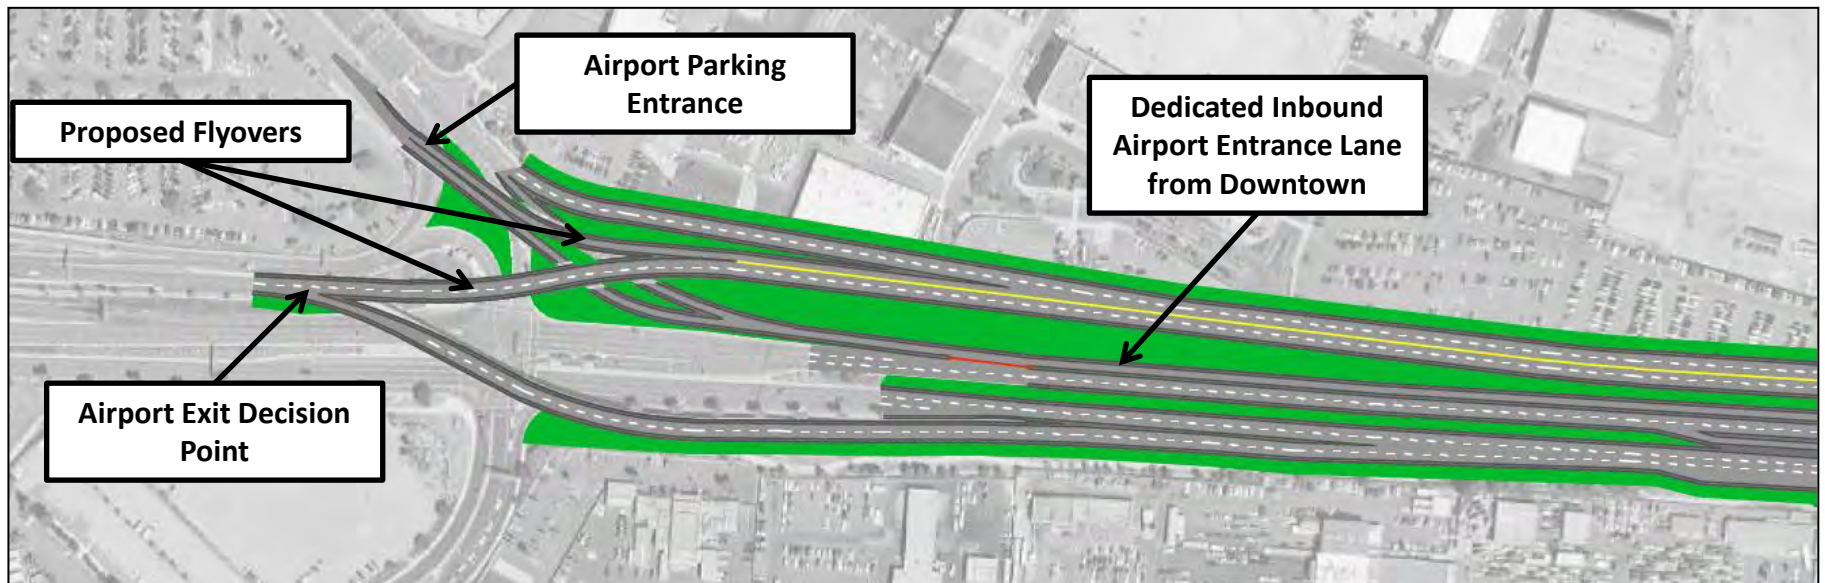 Airport Parking
Entrance
Proposed Flyovers
Dedicated Inbound
Airport Entrance Lane
from Downtown
Airport Exit Decision
Point